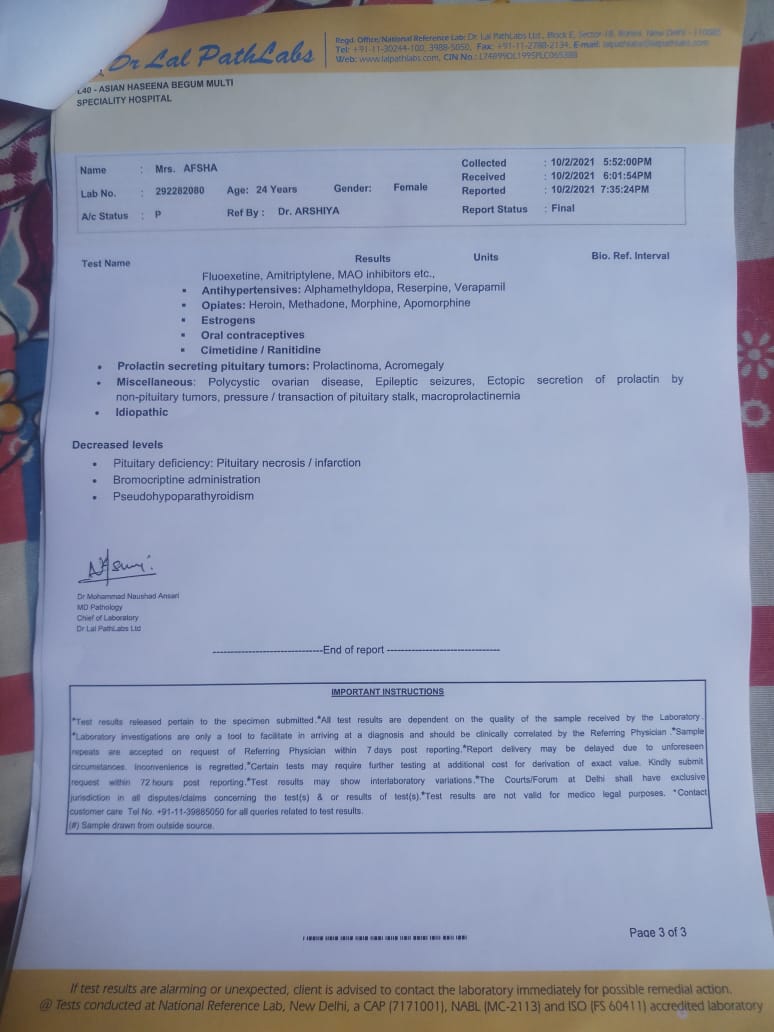 Dr Lal PathLabs
Regd. Office/National Reference Lab: Dr. Lal PathLabs Ltd., Block E, Sector-18, Rohini, New Delhi - 110085
Tel: +91-11-30244-100, 3988-5050, Fax: +91-11-2788-2134, E-mail: lalpathlabs@lalpathlabs.com
Web: www.lalpathlabs.com, CIN No.: L74899DL1995PLC065388
L40 - ASIAN HASEENA BEGUM MULTI
SPECIALITY HOSPITAL
Name : Mrs. AFSHA
Lab No. : 292282080 Age: 24 Years Gender: Female
A/c Status : P Ref By : Dr. ARSHIYA
Collected : 10/2/2021 5:52:00PM
Received : 10/2/2021 6:01:54PM
Reported : 10/2/2021 7:35:24PM
Report Status : Final
Test Name Results Units Bio. Ref. Interval
Fluoexetine, Amitriptylene, MAO inhibitors etc.,
▪ Antihypertensives: Alphamethyldopa, Reserpine, Verapamil
▪ Opiates: Heroin, Methadone, Morphine, Apomorphine
▪ Estrogens
▪ Oral contraceptives
▪ Cimetidine / Ranitidine
• Prolactin secreting pituitary tumors: Prolactinoma, Acromegaly
• Miscellaneous: Polycystic ovarian disease, Epileptic seizures, Ectopic secretion of prolactin by
non-pituitary tumors, pressure / transaction of pituitary stalk, macroprolactinemia
• Idiopathic
Decreased levels
• Pituitary deficiency: Pituitary necrosis / infarction
• Bromocriptine administration
• Pseudohypoparathyroidism
Dr Mohammad Naushad Ansari
MD Pathology
Chief of Laboratory
Dr Lal PathLabs Ltd
-------------------------------End of report --------------------------------
IMPORTANT INSTRUCTIONS
*Test results released pertain to the specimen submitted.*All test results are dependent on the quality of the sample received by the Laboratory.
*Laboratory investigations are only a tool to facilitate in arriving at a diagnosis and should be clinically correlated by the Referring Physician .*Sample
repeats are accepted on request of Referring Physician within 7 days post reporting.*Report delivery may be delayed due to unforeseen
circumstances. Inconvenience is regretted.*Certain tests may require further testing at additional cost for derivation of exact value. Kindly submit
request within 72 hours post reporting.*Test results may show interlaboratory variations.*The Courts/Forum at Delhi shall have exclusive
jurisdiction in all disputes/claims concerning the test(s) & or results of test(s).*Test results are not valid for medico legal purposes. *Contact
customer care Tel No. +91-11-39885050 for all queries related to test results.
(#) Sample drawn from outside source.
Page 3 of 3
If test results are alarming or unexpected, client is advised to contact the laboratory immediately for possible remedial action.
@ Tests conducted at National Reference Lab, New Delhi, a CAP (7171001), NABL (MC-2113) and ISO (FS 60411) accredited laboratory